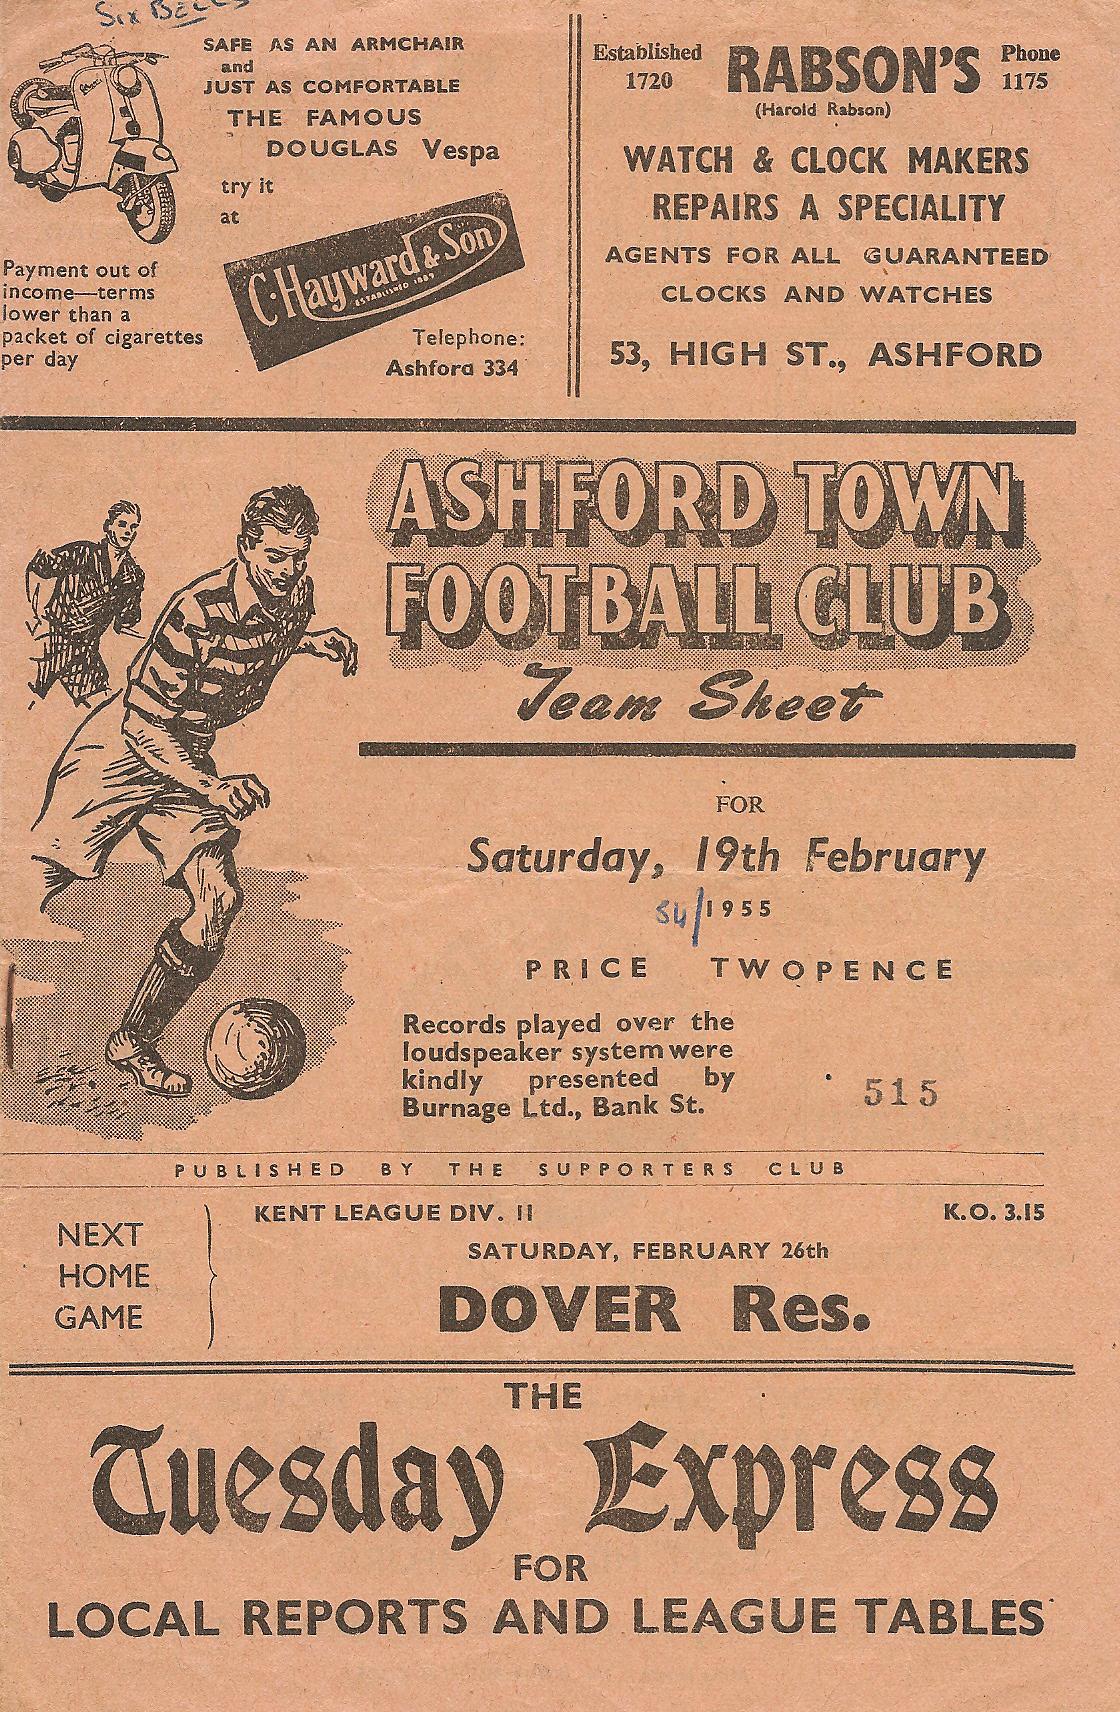 Six BELLS
SAFE AS AN ARMCHAIR
and
JUST AS COMFORTABLE
THE FAMOUS
DOUGLAS Vespa
try it
at
C. Hayward & Son
ESTABLISHED 1887
Payment out of
income—terms
lower than a
packet of cigarettes
per day
Telephone:
Ashford 334
Established
1720
RABSON'S
Phone
1175
(Harold Rabson)
WATCH & CLOCK MAKERS
REPAIRS A SPECIALITY
AGENTS FOR ALL GUARANTEED
CLOCKS AND WATCHES
53, HIGH ST., ASHFORD
ASHFORD TOWN
FOOTBALL CLUB
Team Sheet
FOR
Saturday, 19th February
54/1955
PRICE TWOPENCE
Records played over the
loudspeaker system were
kindly presented by
Burnage Ltd., Bank St.
515
PUBLISHED BY THE SUPPORTERS CLUB
NEXT
HOME
GAME
KENT LEAGUE DIV. II K.O. 3.15
SATURDAY, FEBRUARY 26th
DOVER Res.
THE
Tuesday Express
FOR
LOCAL REPORTS AND LEAGUE TABLES